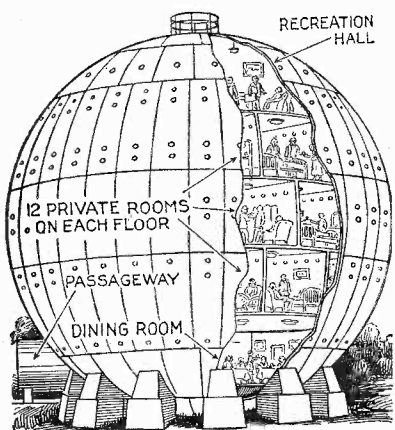 RECREATION
HALL
12 PRIVATE ROOMS
ON EACH FLOOR
PASSAGEWAY
DINING ROOM